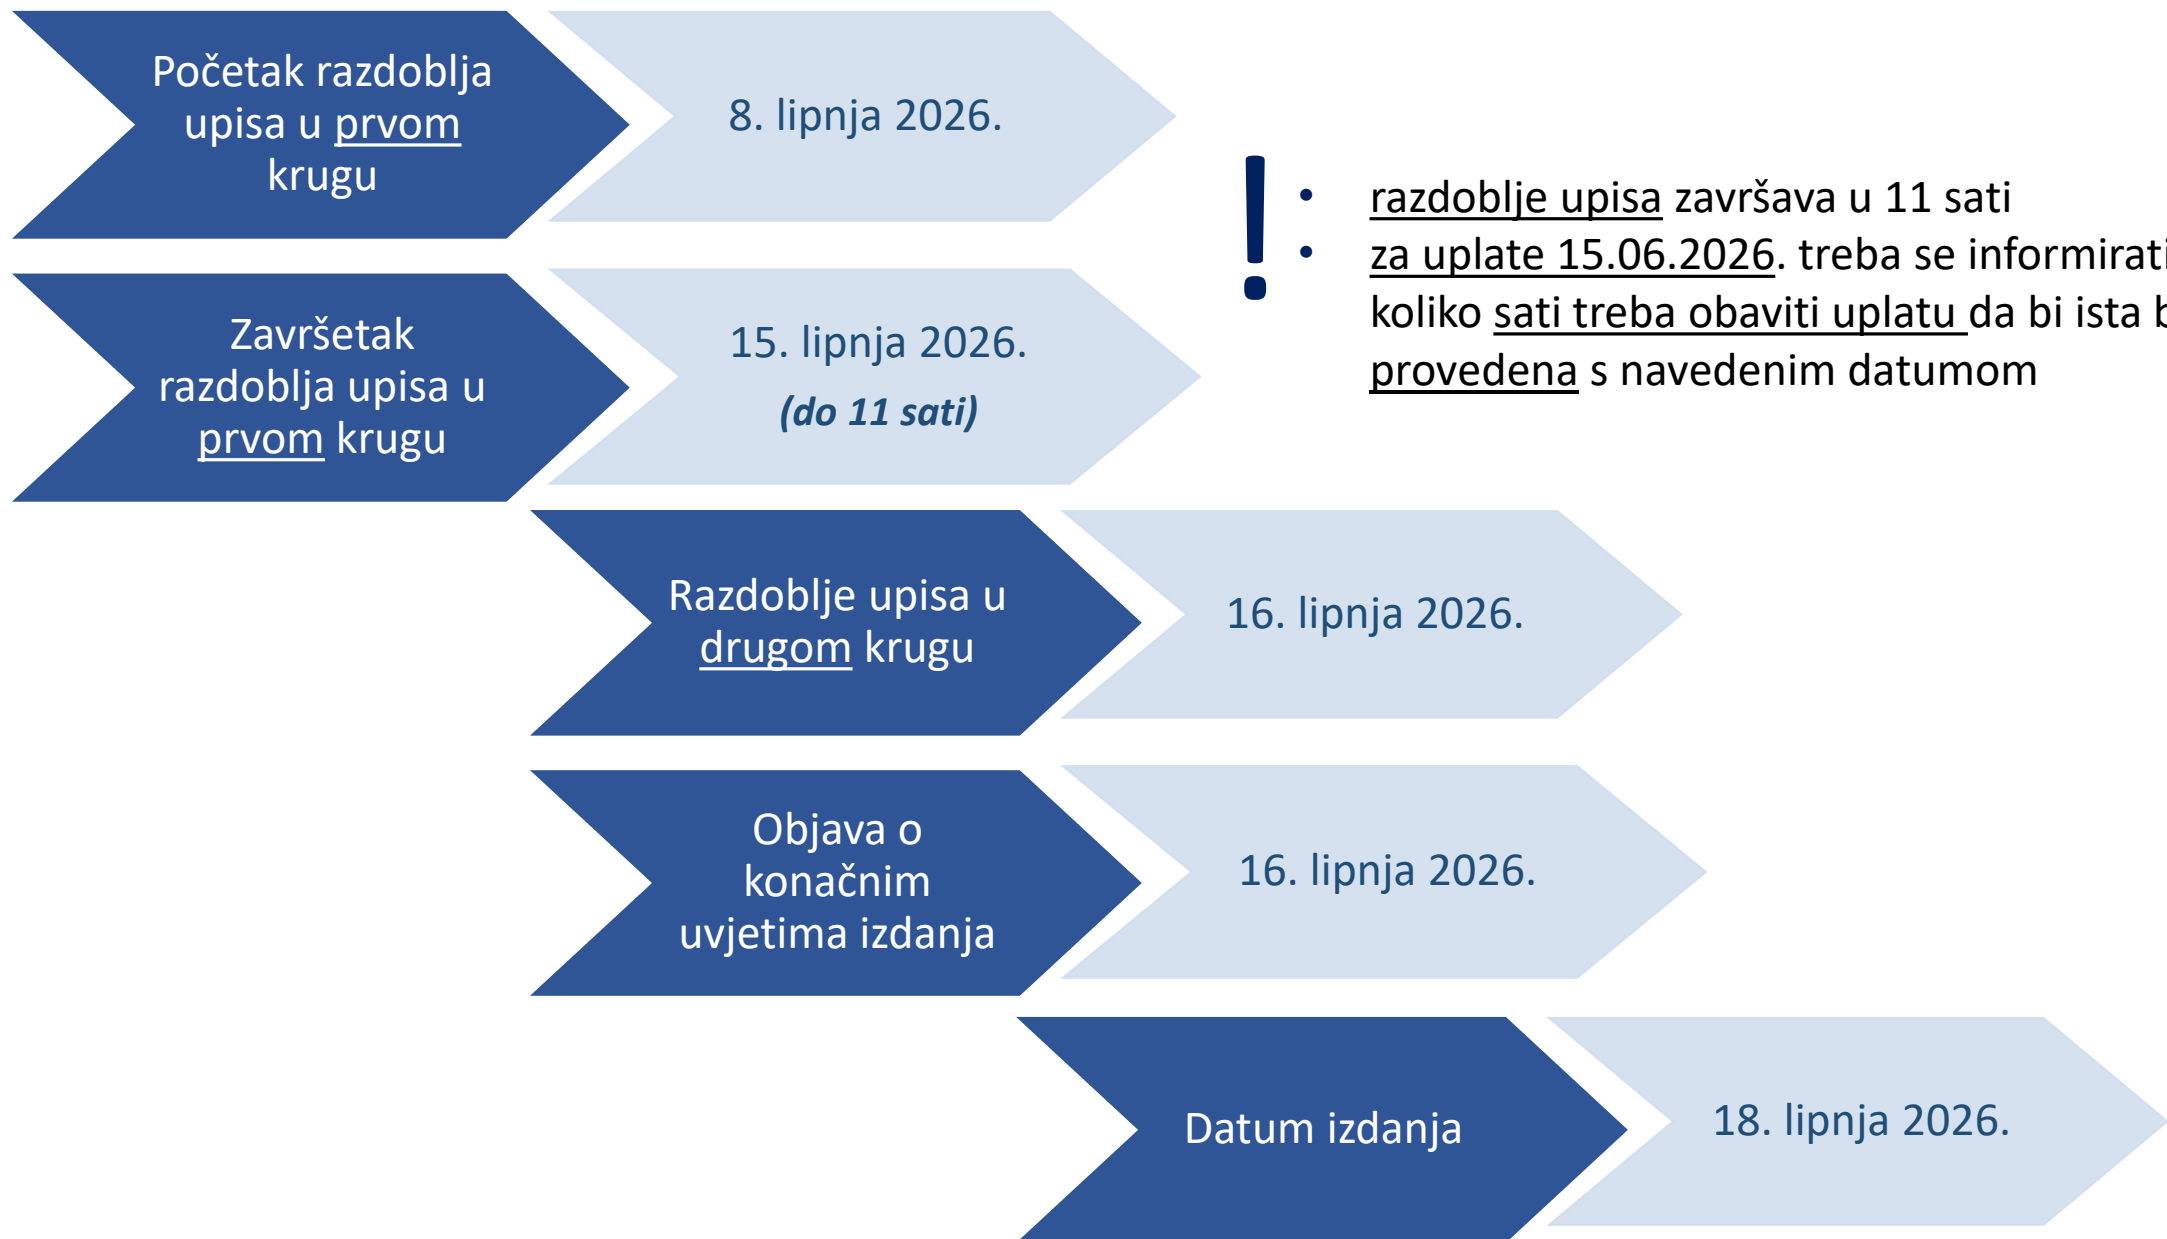 Početak razdoblja
upisa u prvom
krugu
8. lipnja 2026.
!
• razdoblje upisa završava u 11 sati
• za uplate 15.06.2026. treba se informirati
koliko sati treba obaviti uplatu da bi ista
provedena s navedenim datumom
Završetak
razdoblja upisa u
prvom krugu
15. lipnja 2026.
(do 11 sati)
Razdoblje upisa u
drugom krugu
16. lipnja 2026.
Objava o
konačnim
uvjetima izdanja
16. lipnja 2026.
Datum izdanja
18. lipnja 2026.